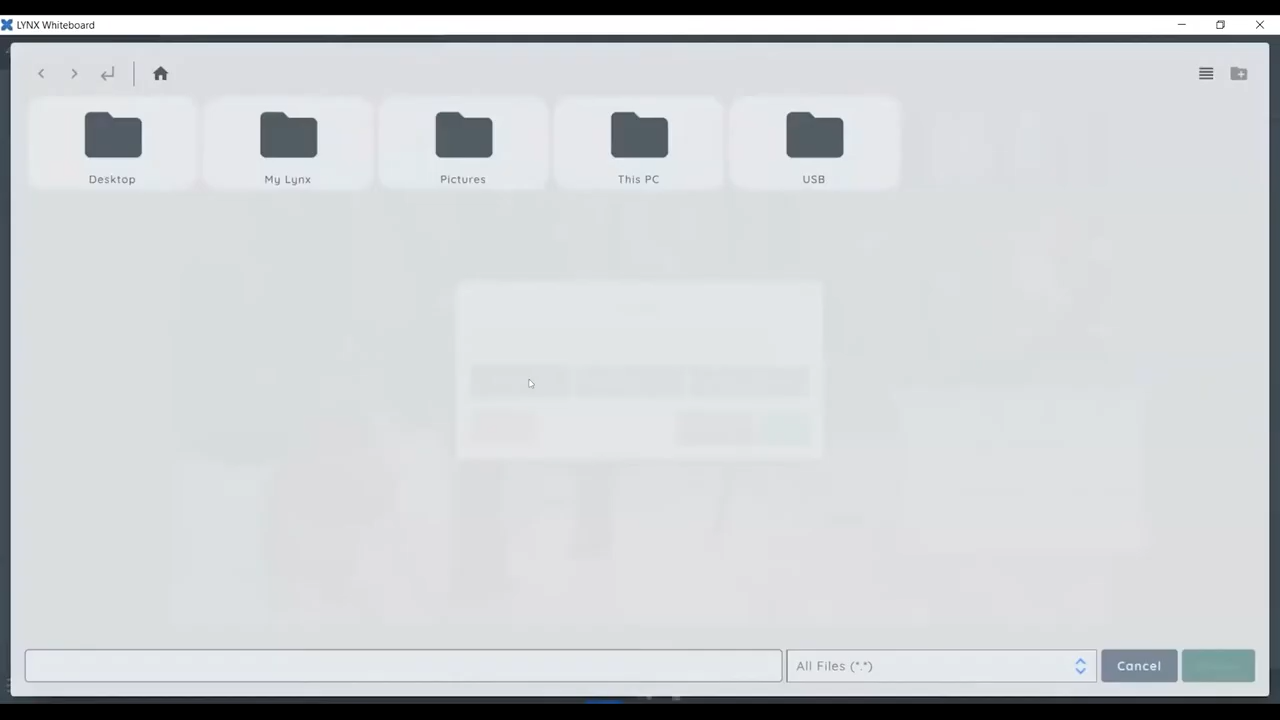 LYNX Whiteboard
Desktop
My Lynx
Pictures
This PC
USB
All Files (*.*)
Cancel